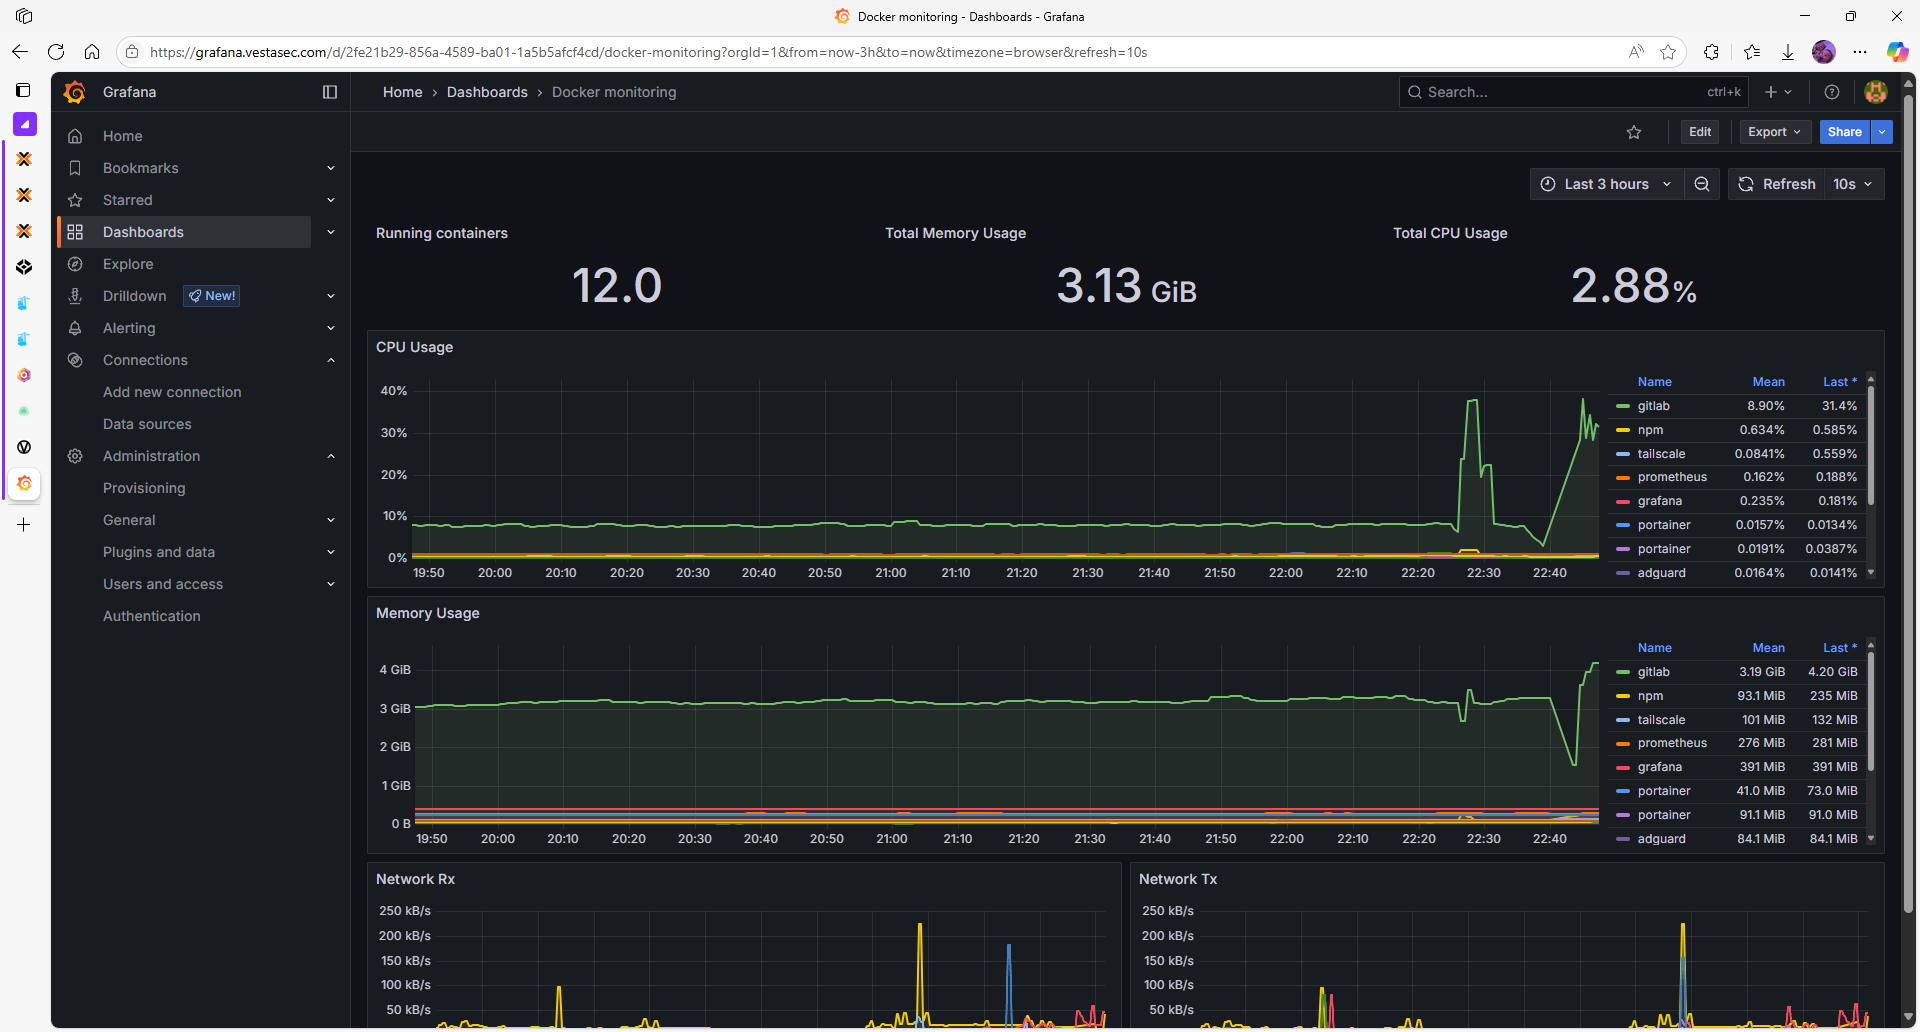 Docker monitoring - Dashboards - Grafana
https://grafana.vestasec.com/d/2fe21b29-856a-4589-ba01-1a5b5afcf4cd/docker-monitoring?orgId=1&from=now-3h&to=now&timezone=browser&refresh=10s
Grafana
Home › Dashboards › Docker monitoring
Search... ctrl+k
Edit Export Share
Home
Bookmarks
Starred
Dashboards
Explore
Drilldown New!
Alerting
Connections
Add new connection
Data sources
Administration
Provisioning
General
Plugins and data
Users and access
Authentication
Last 3 hours Refresh 10s
Running containers
12.0
Total Memory Usage
3.13 GiB
Total CPU Usage
2.88%
CPU Usage
40%
30%
20%
10%
0%
19:50 20:00 20:10 20:20 20:30 20:40 20:50 21:00 21:10 21:20 21:30 21:40 21:50 22:00 22:10 22:20 22:30 22:40
Name Mean Last *
gitlab 8.90% 31.4%
npm 0.634% 0.585%
tailscale 0.0841% 0.559%
prometheus 0.162% 0.188%
grafana 0.235% 0.181%
portainer 0.0157% 0.0134%
portainer 0.0191% 0.0387%
adguard 0.0164% 0.0141%
Memory Usage
4 GiB
3 GiB
2 GiB
1 GiB
0 B
19:50 20:00 20:10 20:20 20:30 20:40 20:50 21:00 21:10 21:20 21:30 21:40 21:50 22:00 22:10 22:20 22:30 22:40
Name Mean Last *
gitlab 3.19 GiB 4.20 GiB
npm 93.1 MiB 235 MiB
tailscale 101 MiB 132 MiB
prometheus 276 MiB 281 MiB
grafana 391 MiB 391 MiB
portainer 41.0 MiB 73.0 MiB
portainer 91.1 MiB 91.0 MiB
adguard 84.1 MiB 84.1 MiB
Network Rx
250 kB/s
200 kB/s
150 kB/s
100 kB/s
50 kB/s
Network Tx
250 kB/s
200 kB/s
150 kB/s
100 kB/s
50 kB/s